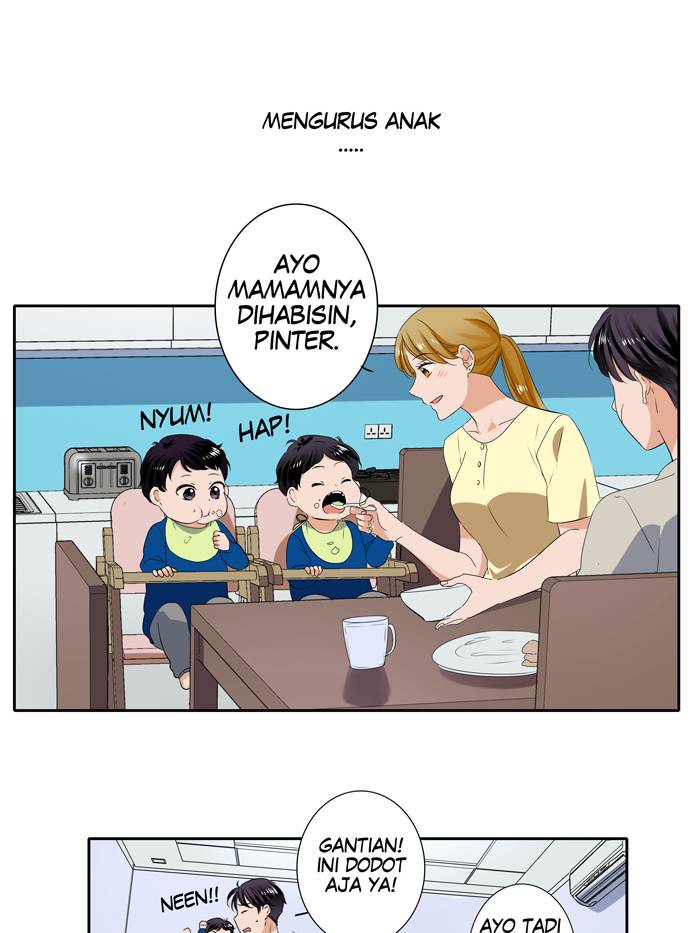 MENGURUS ANAK
.....
AYO
MAMAMNYA
DIHABISIN,
PINTER.
NYUM!
HAP!
GANTIAN!
INI DODOT
AJA YA!
NEEN!!
AYO TADI